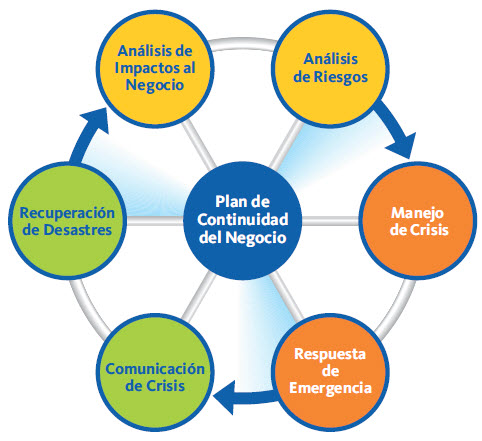 Análisis de
Impactos al
Negocio
Análisis
de Riesgos
Recuperación
de Desastres
Plan de
Continuidad
del Negocio
Manejo
de Crisis
Comunicación
de Crisis
Respuesta
de
Emergencia